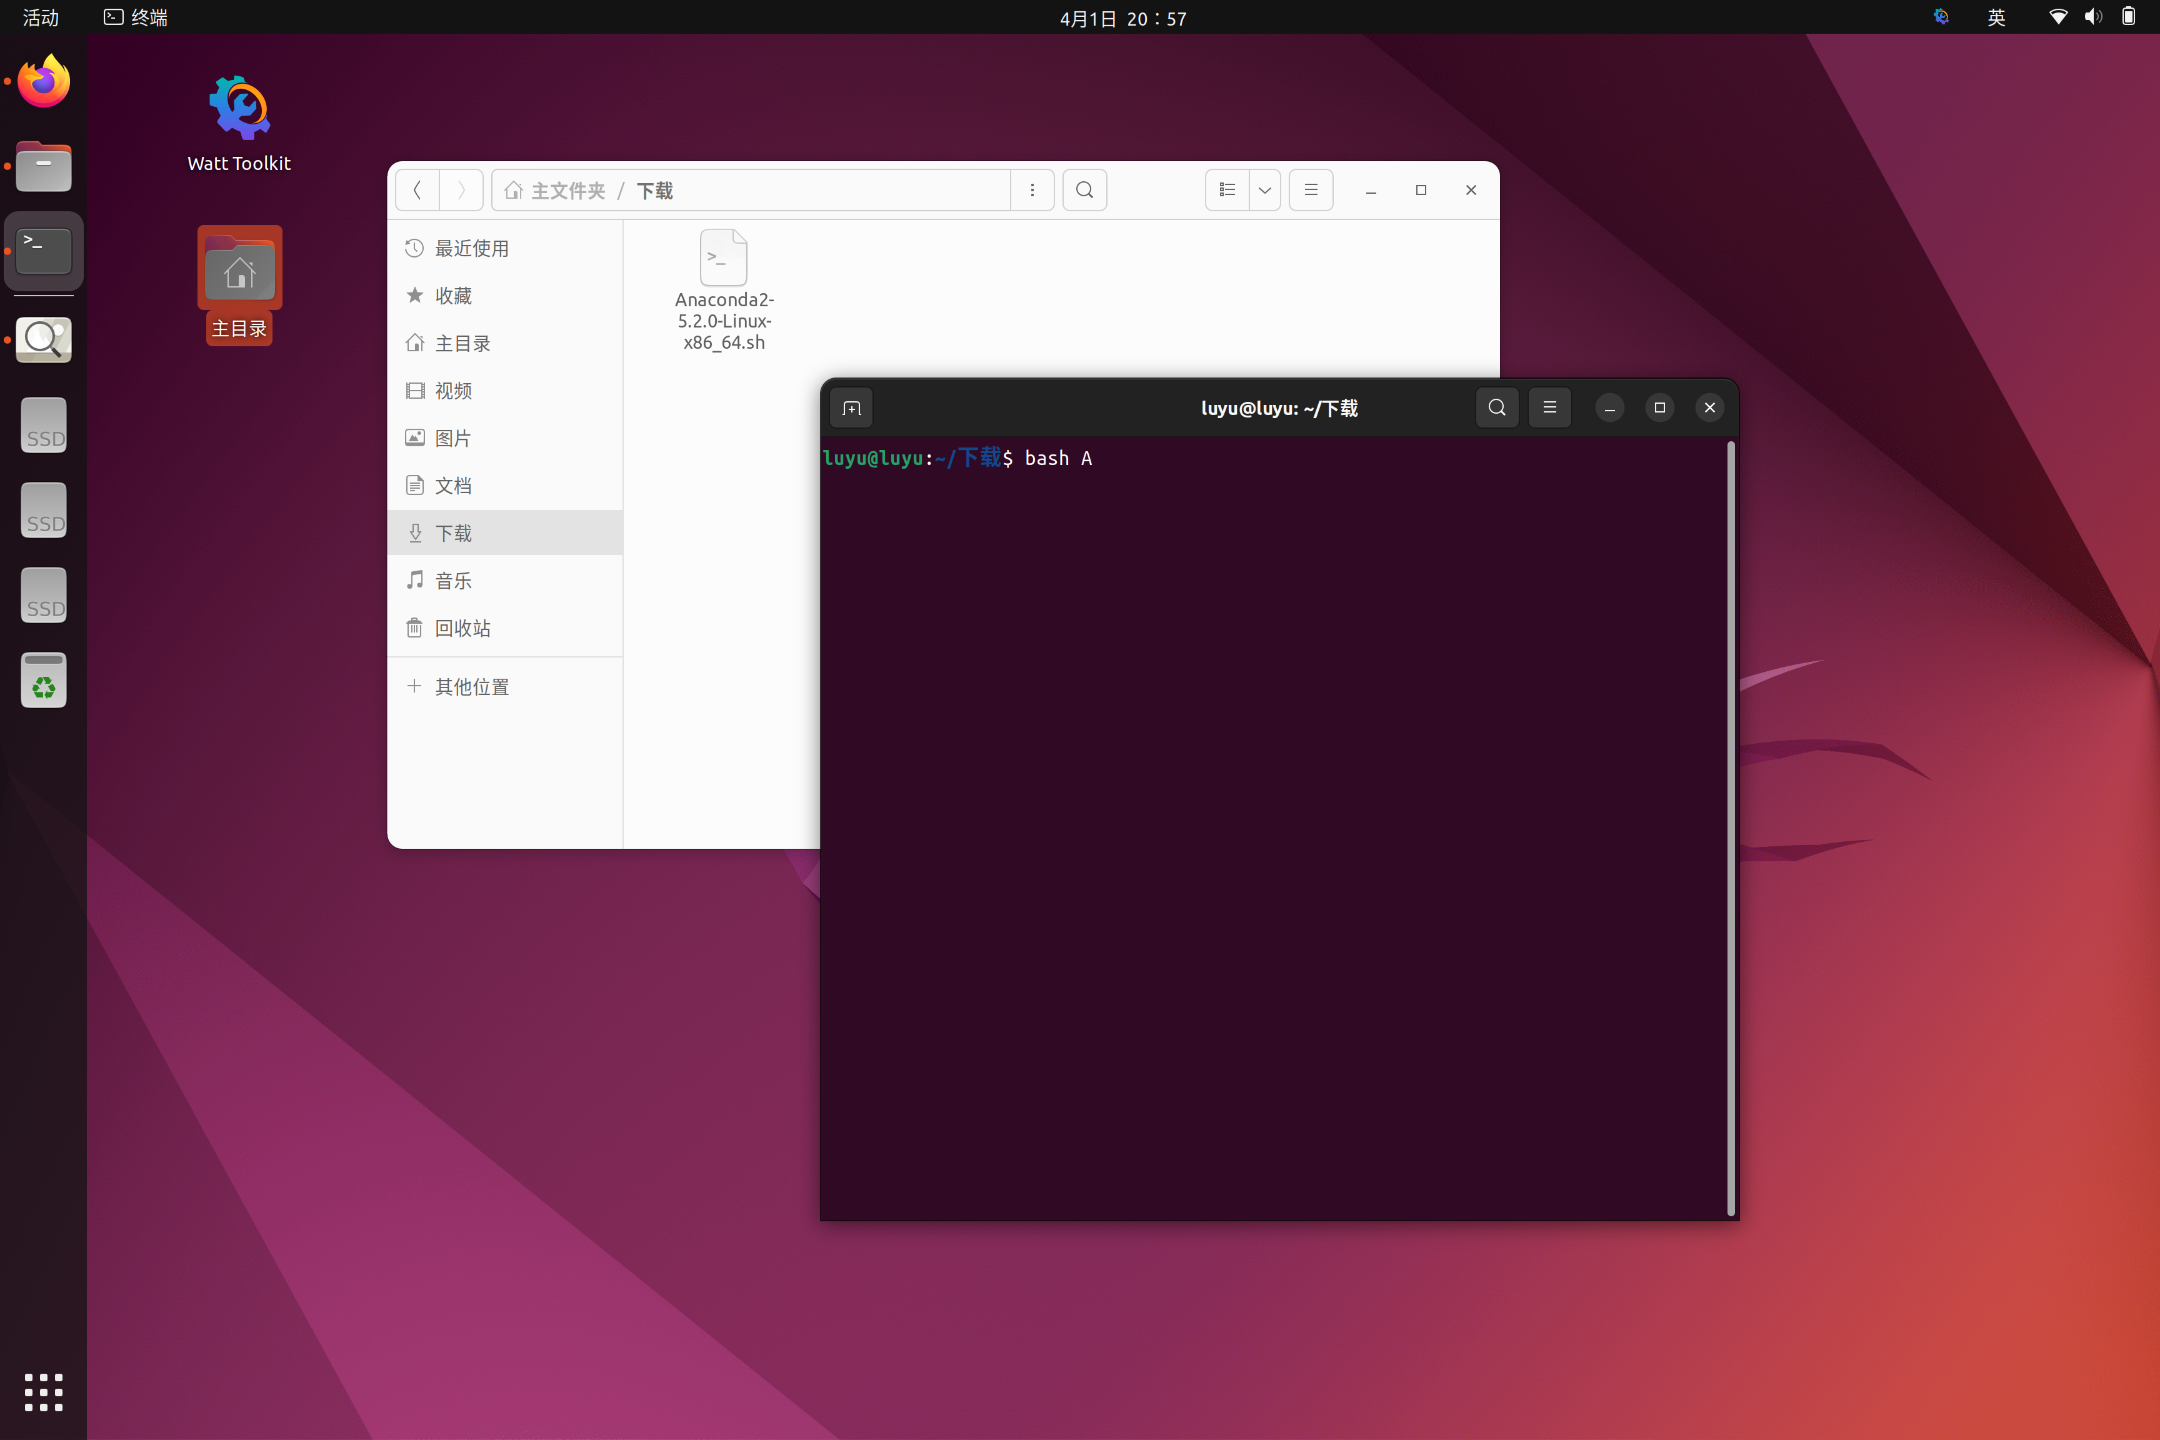 活动
终端
4月1日 20：57
英
Watt Toolkit
主目录
SSD
SSD
SSD
主文件夹 / 下载
最近使用
收藏
主目录
视频
图片
文档
下载
音乐
回收站
其他位置
Anaconda2-
5.2.0-Linux-
x86_64.sh
luyu@luyu: ~/下载
luyu@luyu:~/下载$ bash A